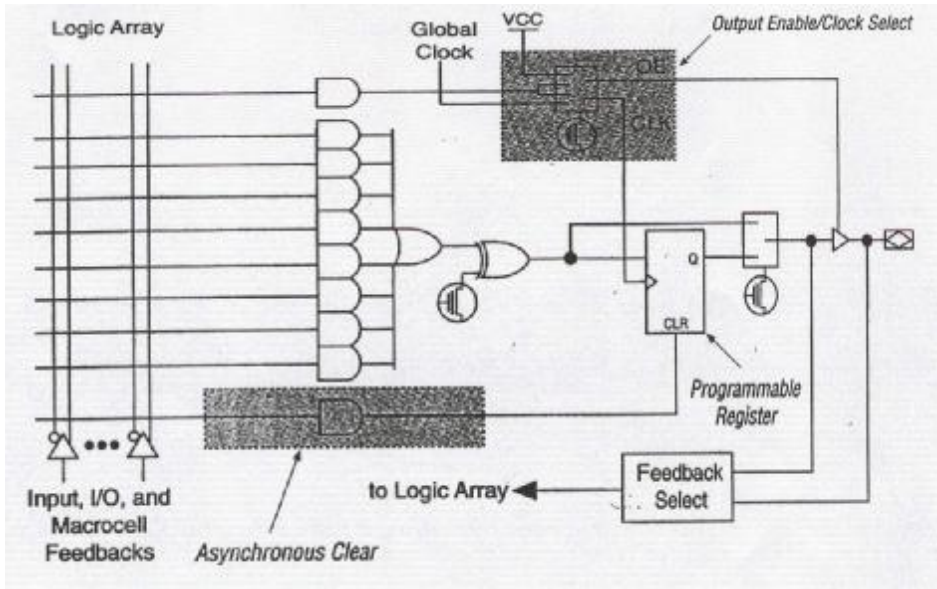 Logic Array
Global
Clock
VCC
Output Enable/Clock Select
OE
CLK
Q
CLR
Programmable
Register
Feedback
Select
to Logic Array
Input, I/O, and
Macrocell
Feedbacks
Asynchronous Clear